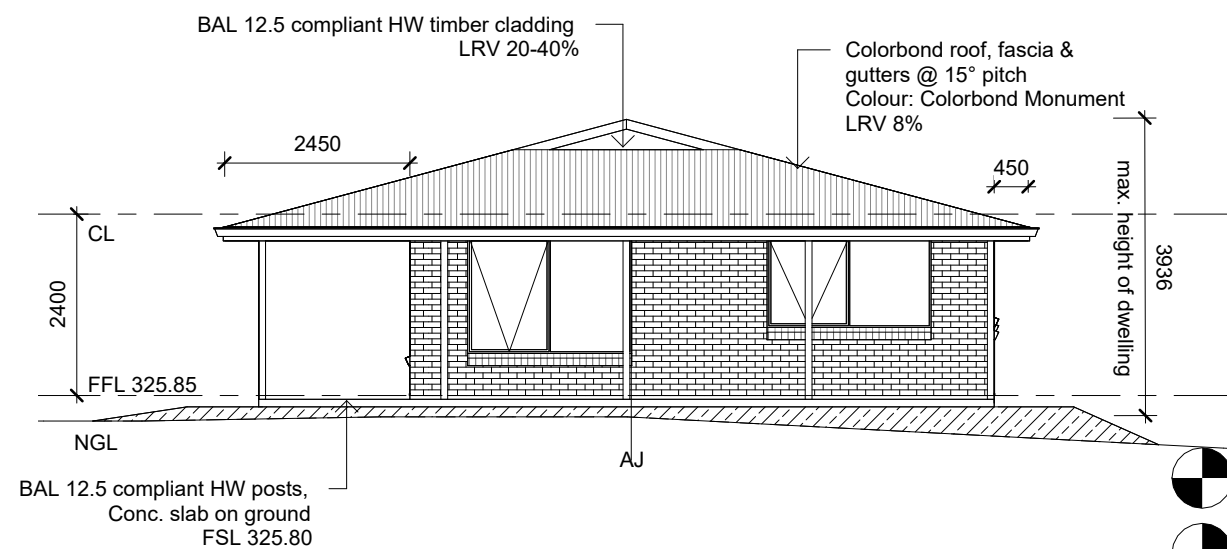 BAL 12.5 compliant HW timber cladding
LRV 20-40%
Colorbond roof, fascia &
gutters @ 15° pitch
Colour: Colorbond Monument
LRV 8%
2450
450
max. height of dwelling
3936
CL
2400
FFL 325.85
NGL
AJ
BAL 12.5 compliant HW posts,
Conc. slab on ground
FSL 325.80